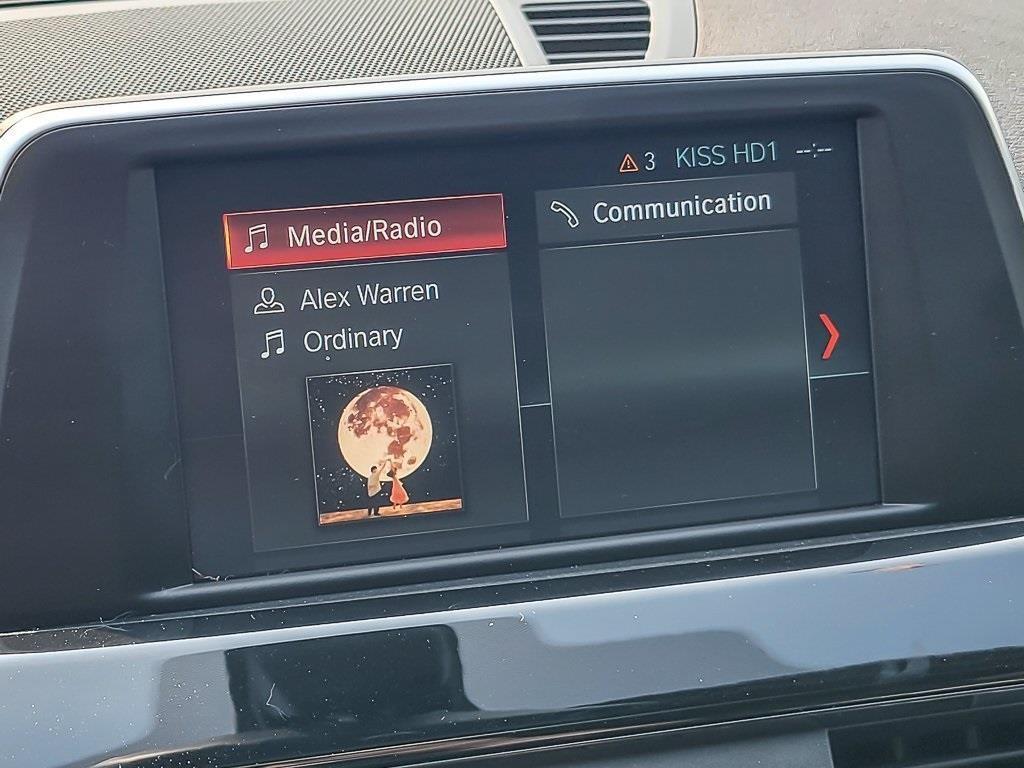 3 KISS HD1 --:--
Media/Radio
Communication
Alex Warren
Ordinary